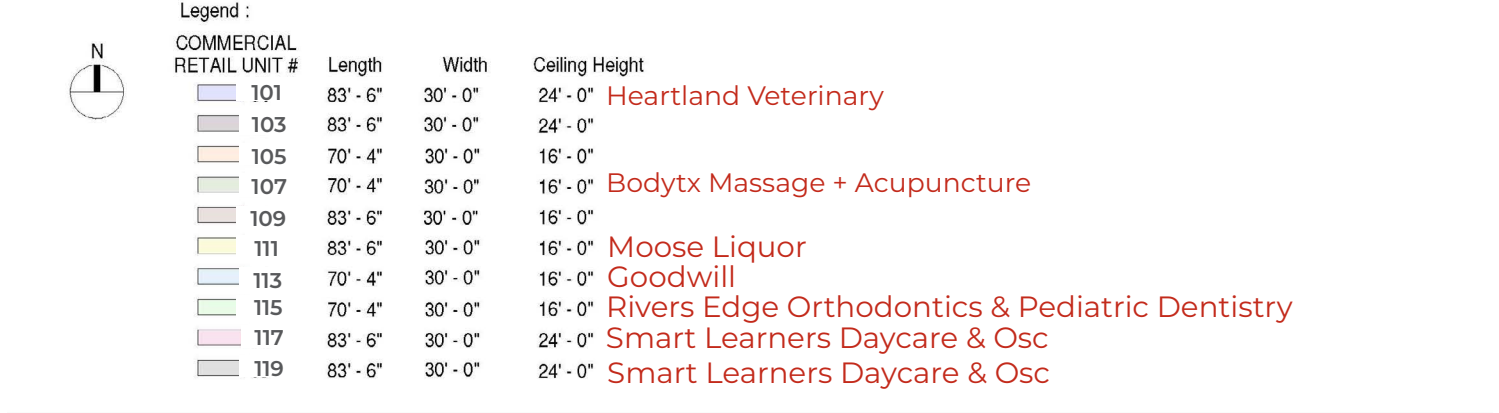 Legend :
N
COMMERCIAL
RETAIL UNIT # Length Width Ceiling Height
101 83' - 6" 30' - 0" 24' - 0" Heartland Veterinary
103 83' - 6" 30' - 0" 24' - 0"
105 70' - 4" 30' - 0" 16' - 0"
107 70' - 4" 30' - 0" 16' - 0" Bodytx Massage + Acupuncture
109 83' - 6" 30' - 0" 16' - 0"
111 83' - 6" 30' - 0" 16' - 0" Moose Liquor
113 70' - 4" 30' - 0" 16' - 0" Goodwill
115 70' - 4" 30' - 0" 16' - 0" Rivers Edge Orthodontics & Pediatric Dentistry
117 83' - 6" 30' - 0" 24' - 0" Smart Learners Daycare & Osc
119 83' - 6" 30' - 0" 24' - 0" Smart Learners Daycare & Osc